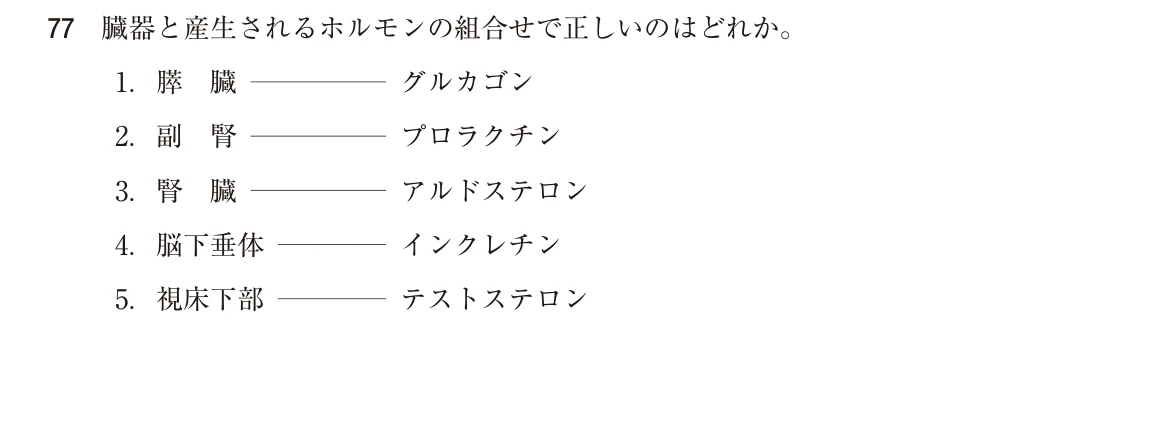 77 臓器と産生されるホルモンの組合せで正しいのはどれか。
1. 膵　臓 ───── グルカゴン
2. 副　腎 ───── プロラクチン
3. 腎　臓 ───── アルドステロン
4. 脳下垂体 ──── インクレチン
5. 視床下部 ──── テストステロン